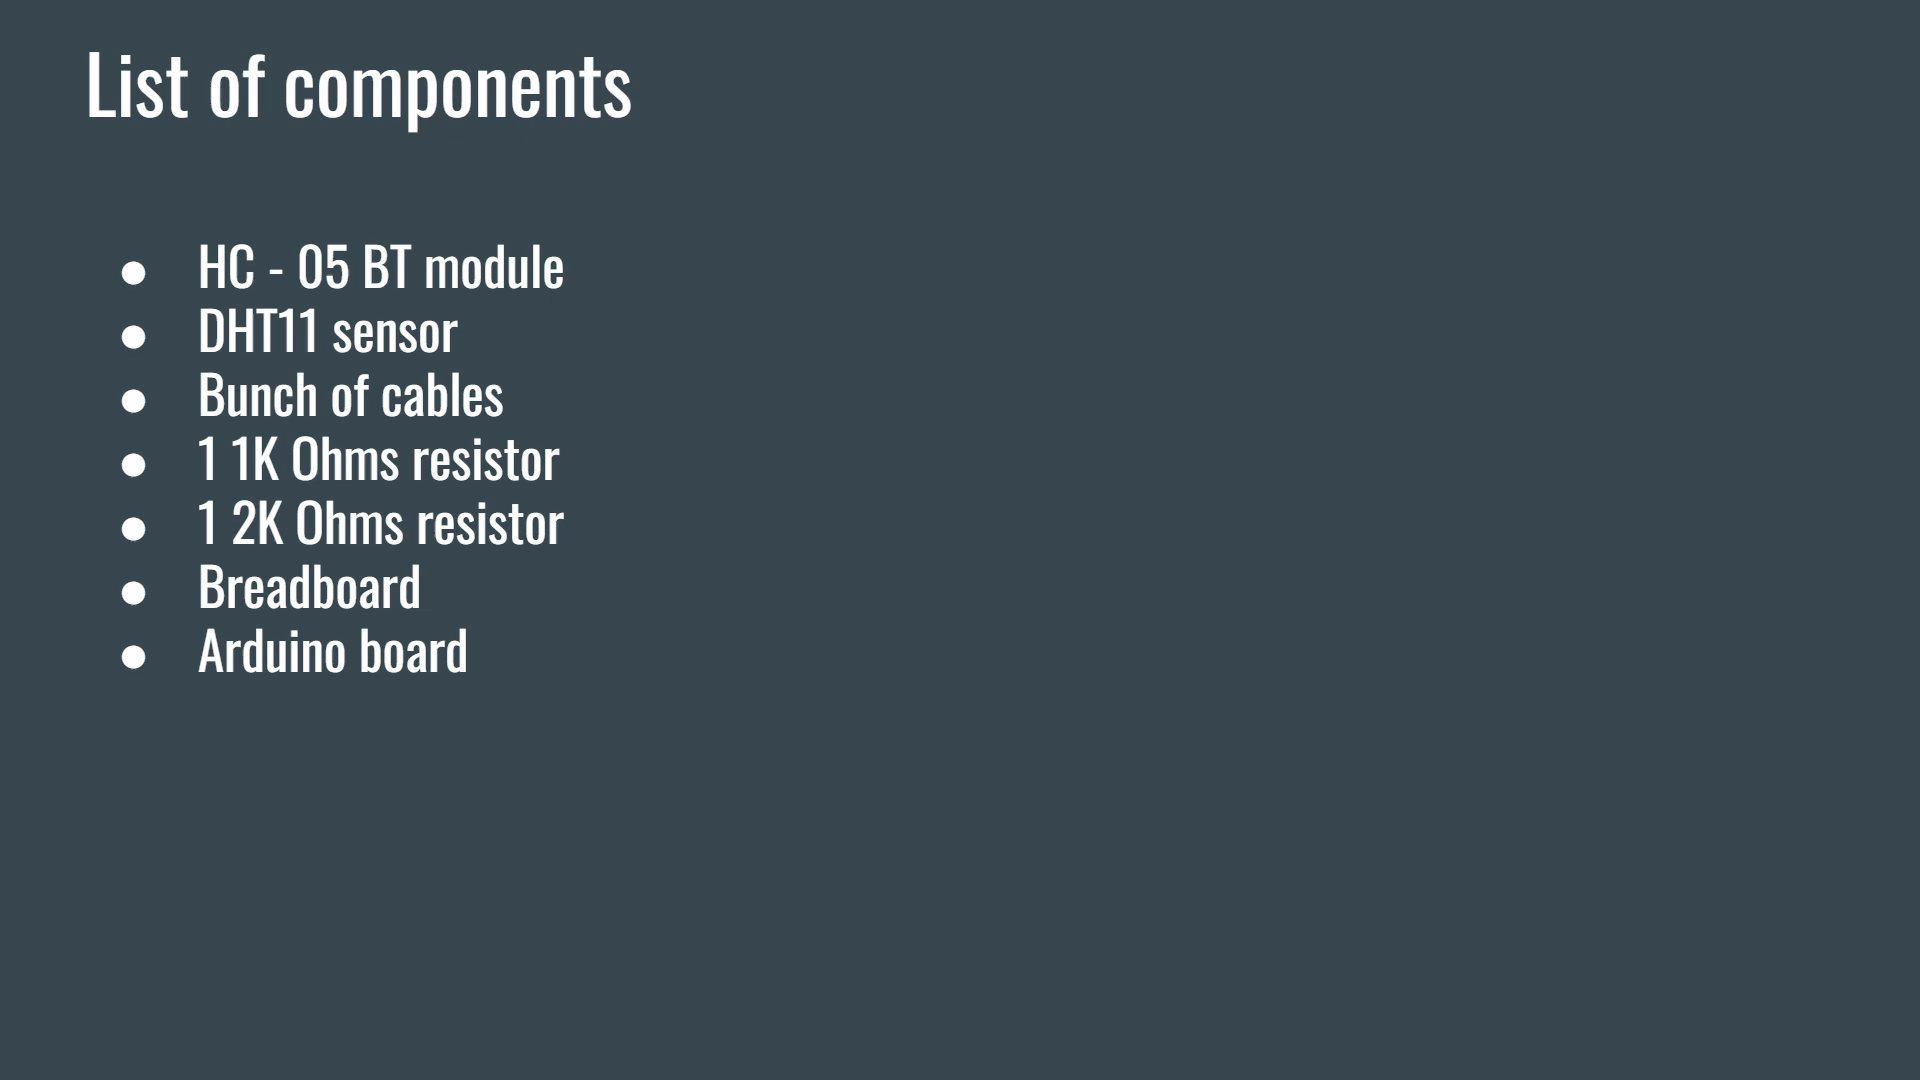 List of components
● HC - 05 BT module
● DHT11 sensor
● Bunch of cables
● 1 1K Ohms resistor
● 1 2K Ohms resistor
● Breadboard
● Arduino board